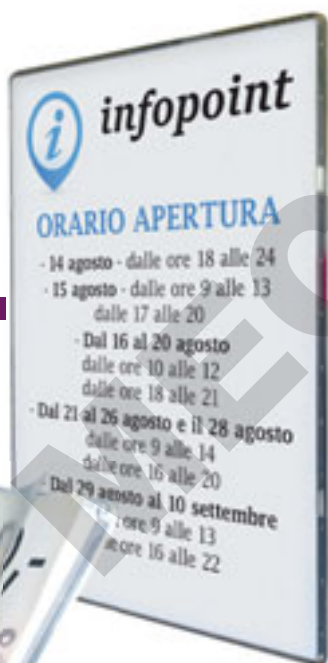 i infopoint
ORARIO APERTURA
- 14 agosto - dalle ore 18 alle 24
- 15 agosto - dalle ore 9 alle 13
dalle 17 alle 20
- Dal 16 al 20 agosto
dalle ore 10 alle 12
dalle ore 18 alle 21
- Dal 21 al 26 agosto e il 28 agosto
dalle ore 9 alle 14
dalle ore 16 alle 20
- Dal 29 agosto al 10 settembre
ore 9 alle 13
ore 16 alle 22